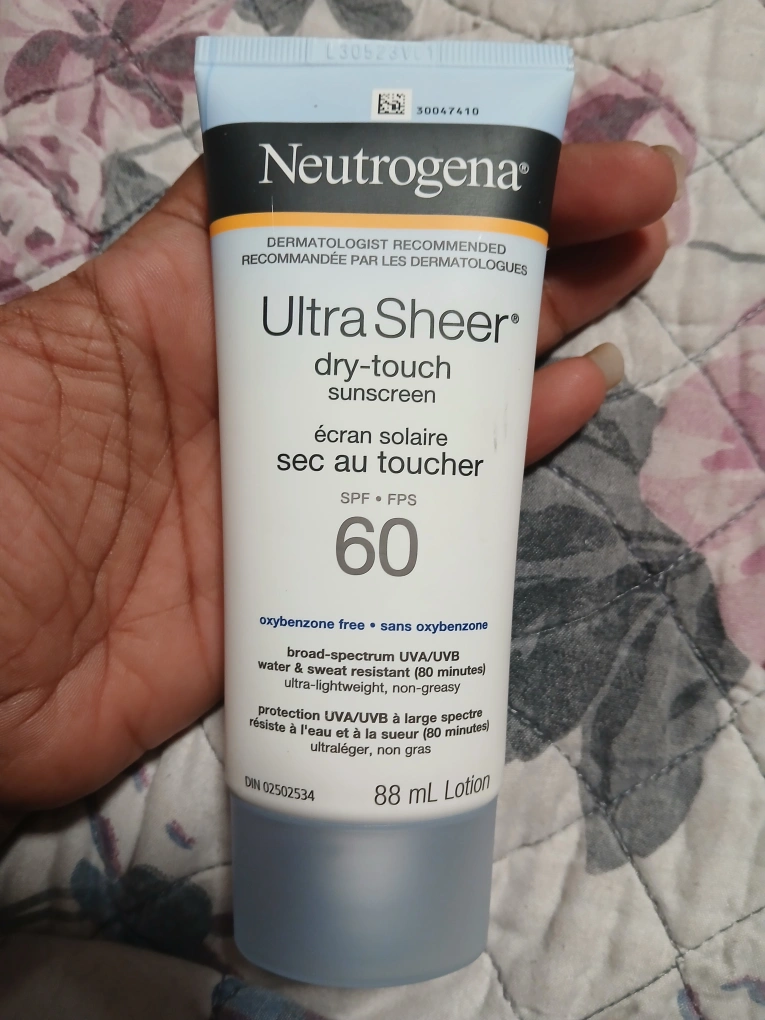 30047410
Neutrogena®
DERMATOLOGIST RECOMMENDED
RECOMMANDÉE PAR LES DERMATOLOGUES
Ultra Sheer®
dry-touch
sunscreen
écran solaire
sec au toucher
SPF • FPS
60
oxybenzone free • sans oxybenzone
broad-spectrum UVA/UVB
water & sweat resistant (80 minutes)
ultra-lightweight, non-greasy
protection UVA/UVB à large spectre
résiste à l'eau et à la sueur (80 minutes)
ultraléger, non gras
DIN 02502534 88 mL Lotion